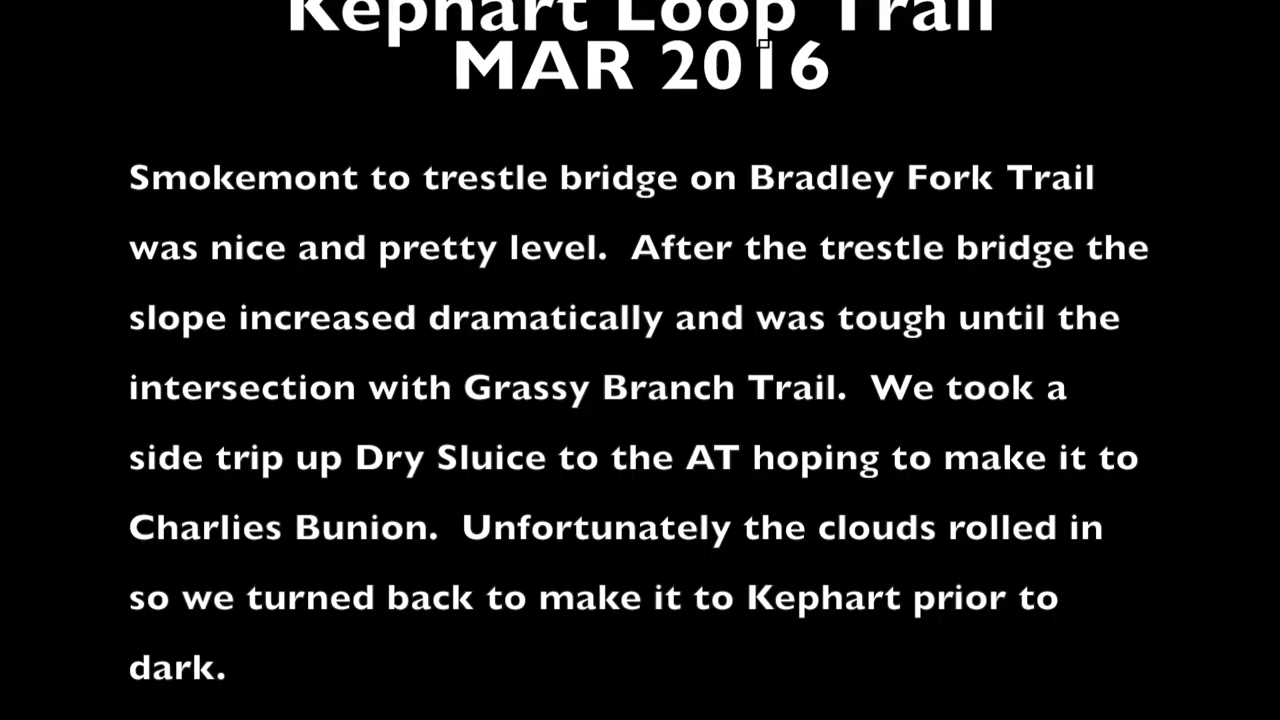 Kephart Loop Trail
MAR 2016
Smokemont to trestle bridge on Bradley Fork Trail
was nice and pretty level.  After the trestle bridge the
slope increased dramatically and was tough until the
intersection with Grassy Branch Trail.  We took a
side trip up Dry Sluice to the AT hoping to make it to
Charlies Bunion.  Unfortunately the clouds rolled in
so we turned back to make it to Kephart prior to
dark.